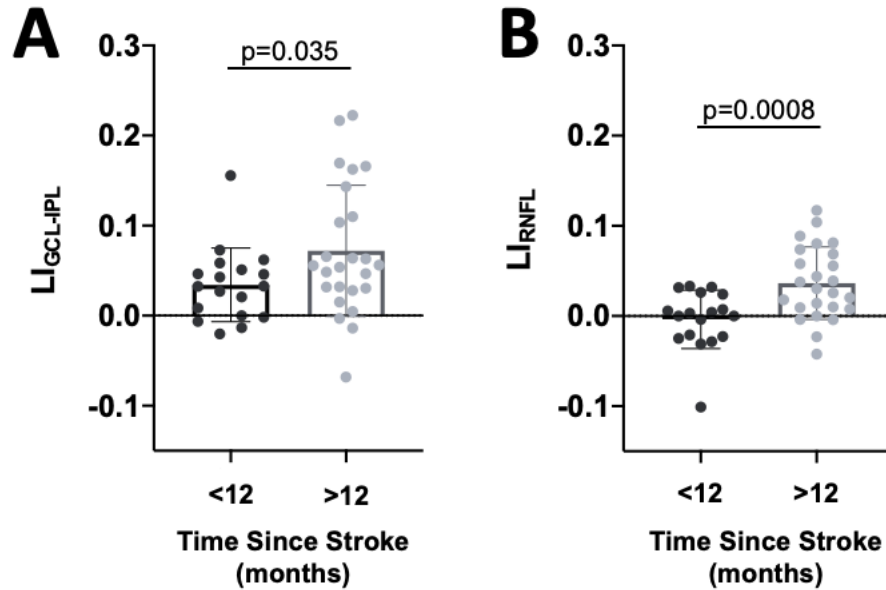 A
0.3
0.2
0.1
0.0
-0.1
LIGCL-IPL
p=0.035
<12
>12
Time Since Stroke
(months)
B
0.3
0.2
0.1
0.0
-0.1
LIRNFL
p=0.0008
<12
>12
Time Since Stroke
(months)